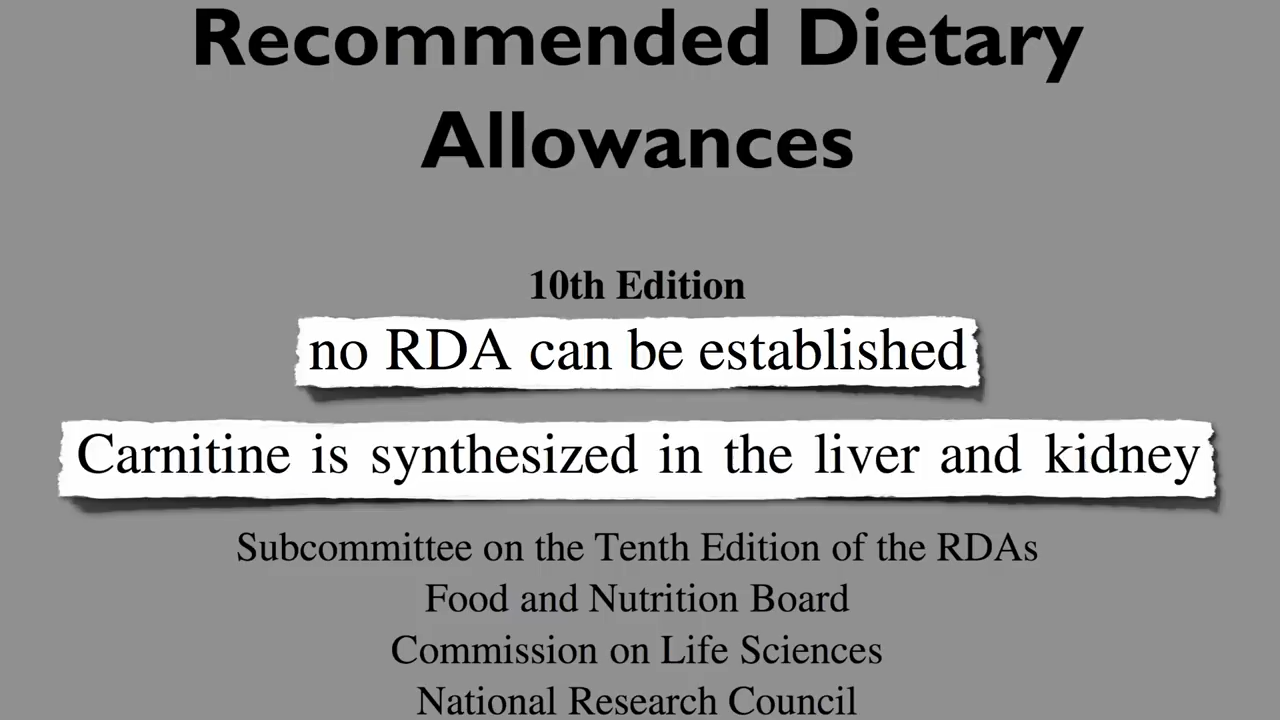 Recommended Dietary
Allowances
10th Edition
no RDA can be established
Carnitine is synthesized in the liver and kidney
Subcommittee on the Tenth Edition of the RDAs
Food and Nutrition Board
Commission on Life Sciences
National Research Council